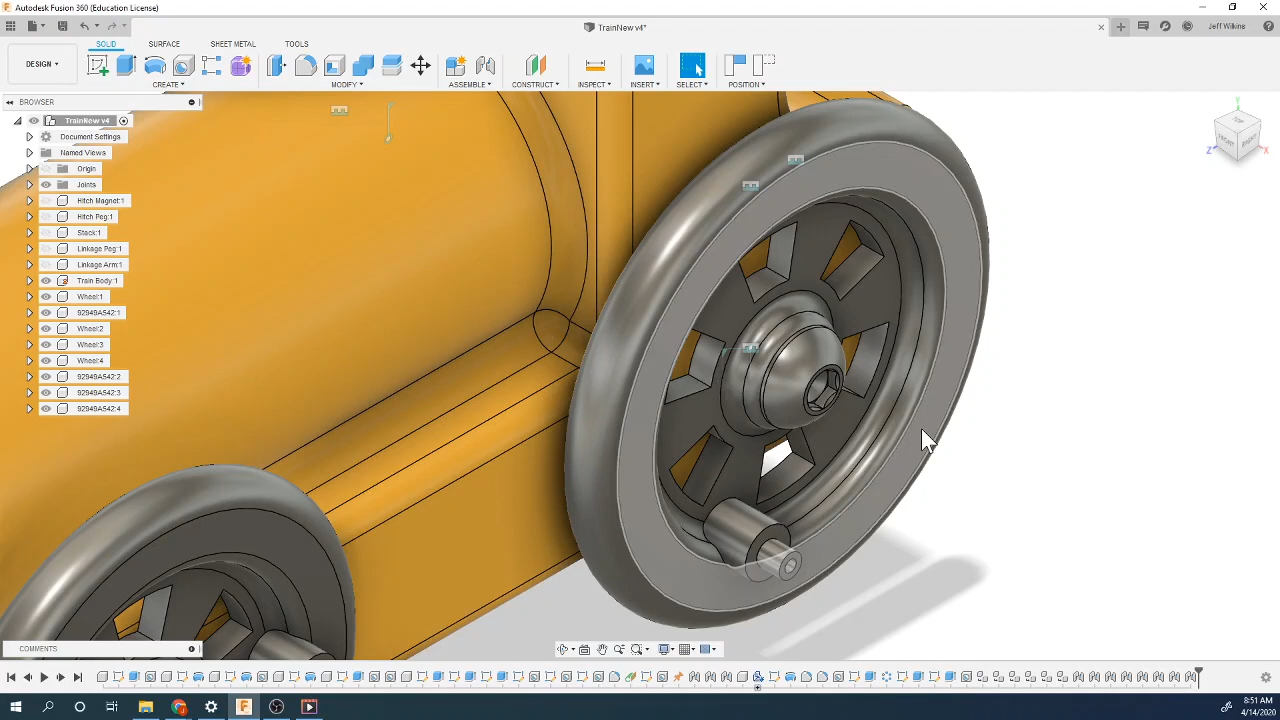 Autodesk Fusion 360 (Education License)
TrainNew v4*
Jeff Wilkins
SOLID SURFACE SHEET METAL TOOLS
DESIGN
CREATE MODIFY ASSEMBLE CONSTRUCT INSPECT INSERT SELECT POSITION
BROWSER
TrainNew v4
Document Settings
Named Views
Origin
Joints
Hitch Magnet:1
Hitch Peg:1
Stack:1
Linkage Peg:1
Linkage Arm:1
Train Body:1
Wheel:1
92949A542:1
Wheel:2
Wheel:3
Wheel:4
92949A542:2
92949A542:3
92949A542:4
Y
TOP
FRONT
RIGHT
Z
X
COMMENTS
8:51 AM
4/14/2020